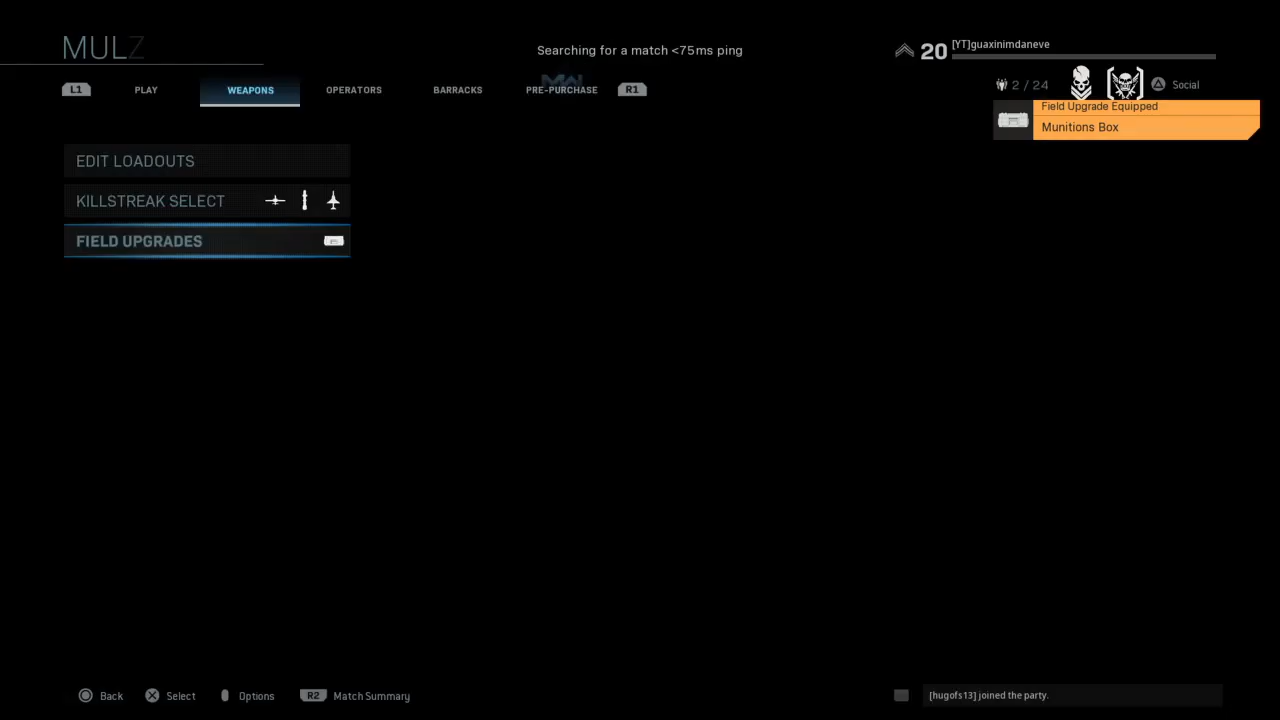 MULZ
Searching for a match <75ms ping
20 [YT]guaxinimdaneve
L1 PLAY WEAPONS OPERATORS BARRACKS PRE-PURCHASE R1
2 / 24 Social
Field Upgrade Equipped
Munitions Box
EDIT LOADOUTS
KILLSTREAK SELECT
FIELD UPGRADES
Back Select Options R2 Match Summary
[hugofs13] joined the party.